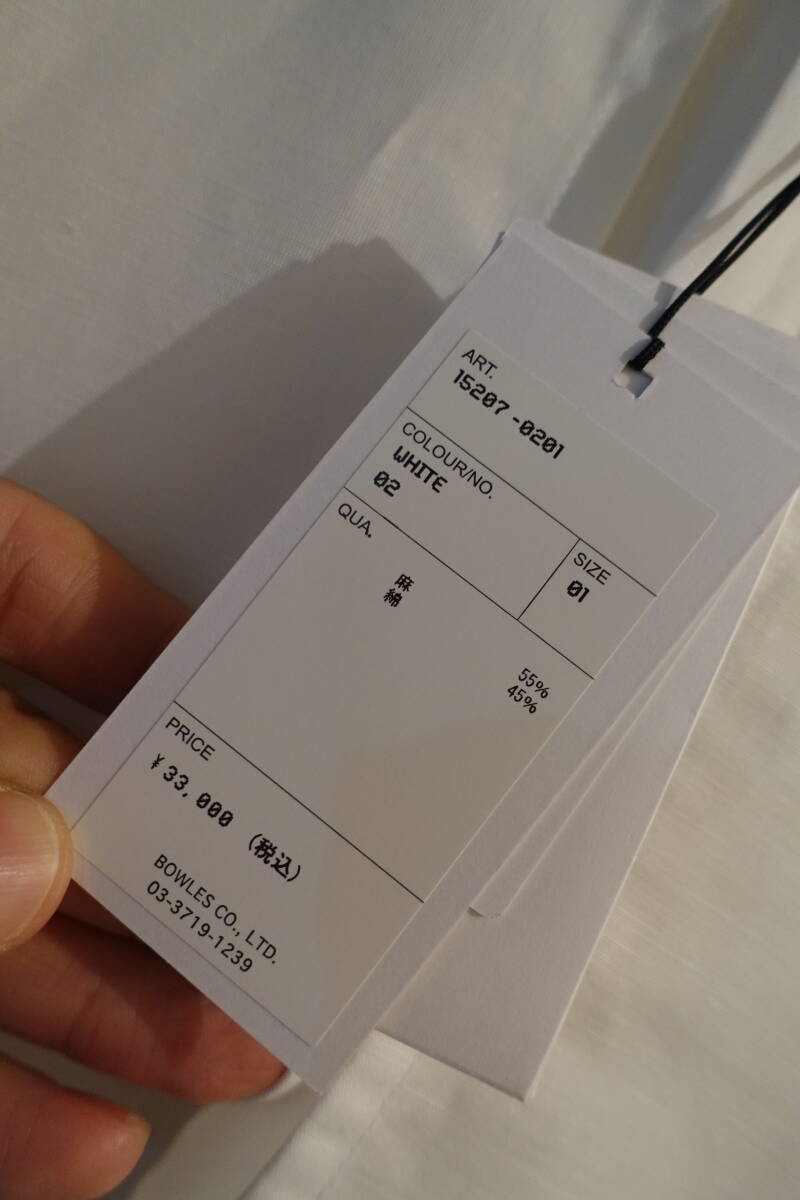 ART.
15207-0201
COLOUR/NO.
WHITE
02
SIZE
01
QUA.
麻 55%
綿 45%
PRICE
¥33,000 (税込)
BOWLES CO., LTD.
03-3719-1239